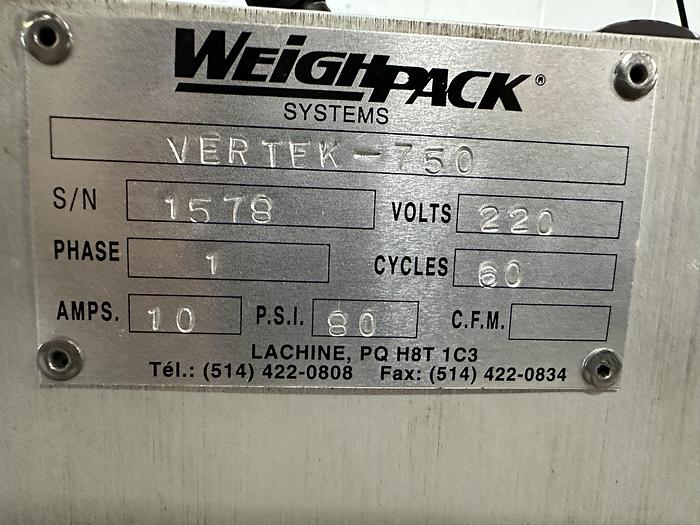 WEIGHPACK®
SYSTEMS
VERTEK-750
S/N 1578 VOLTS 220
PHASE 1 CYCLES 60
AMPS. 10 P.S.I. 80 C.F.M.
LACHINE, PQ H8T 1C3
Tél.: (514) 422-0808 Fax: (514) 422-0834